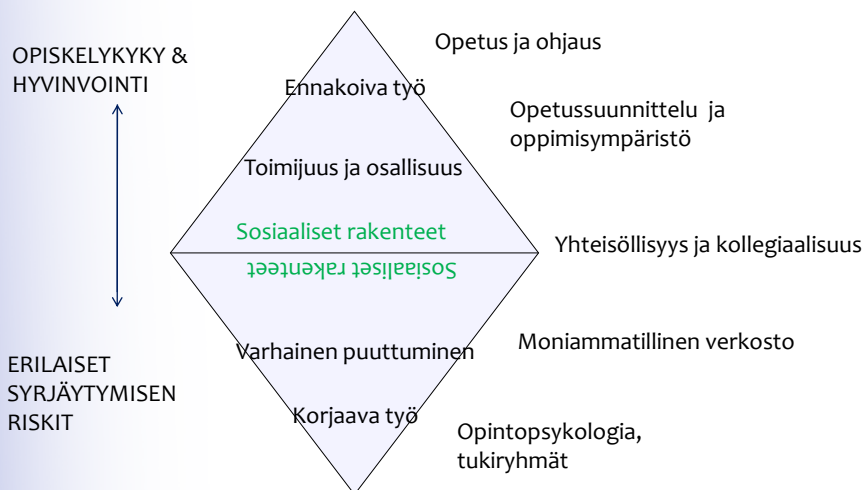 Opetus ja ohjaus
OPISKELYKYKY &
HYVINVOINTI
Ennakoiva työ
Opetussuunnittelu ja
oppimisympäristö
Toimijuus ja osallisuus
Sosiaaliset rakenteet
Yhteisöllisyys ja kollegiaalisuus
Sosiaaliset rakenteet
Moniammatillinen verkosto
Varhainen puuttuminen
ERILAISET
SYRJÄYTYMISEN
RISKIT
Korjaava työ
Opintopsykologia,
tukiryhmät